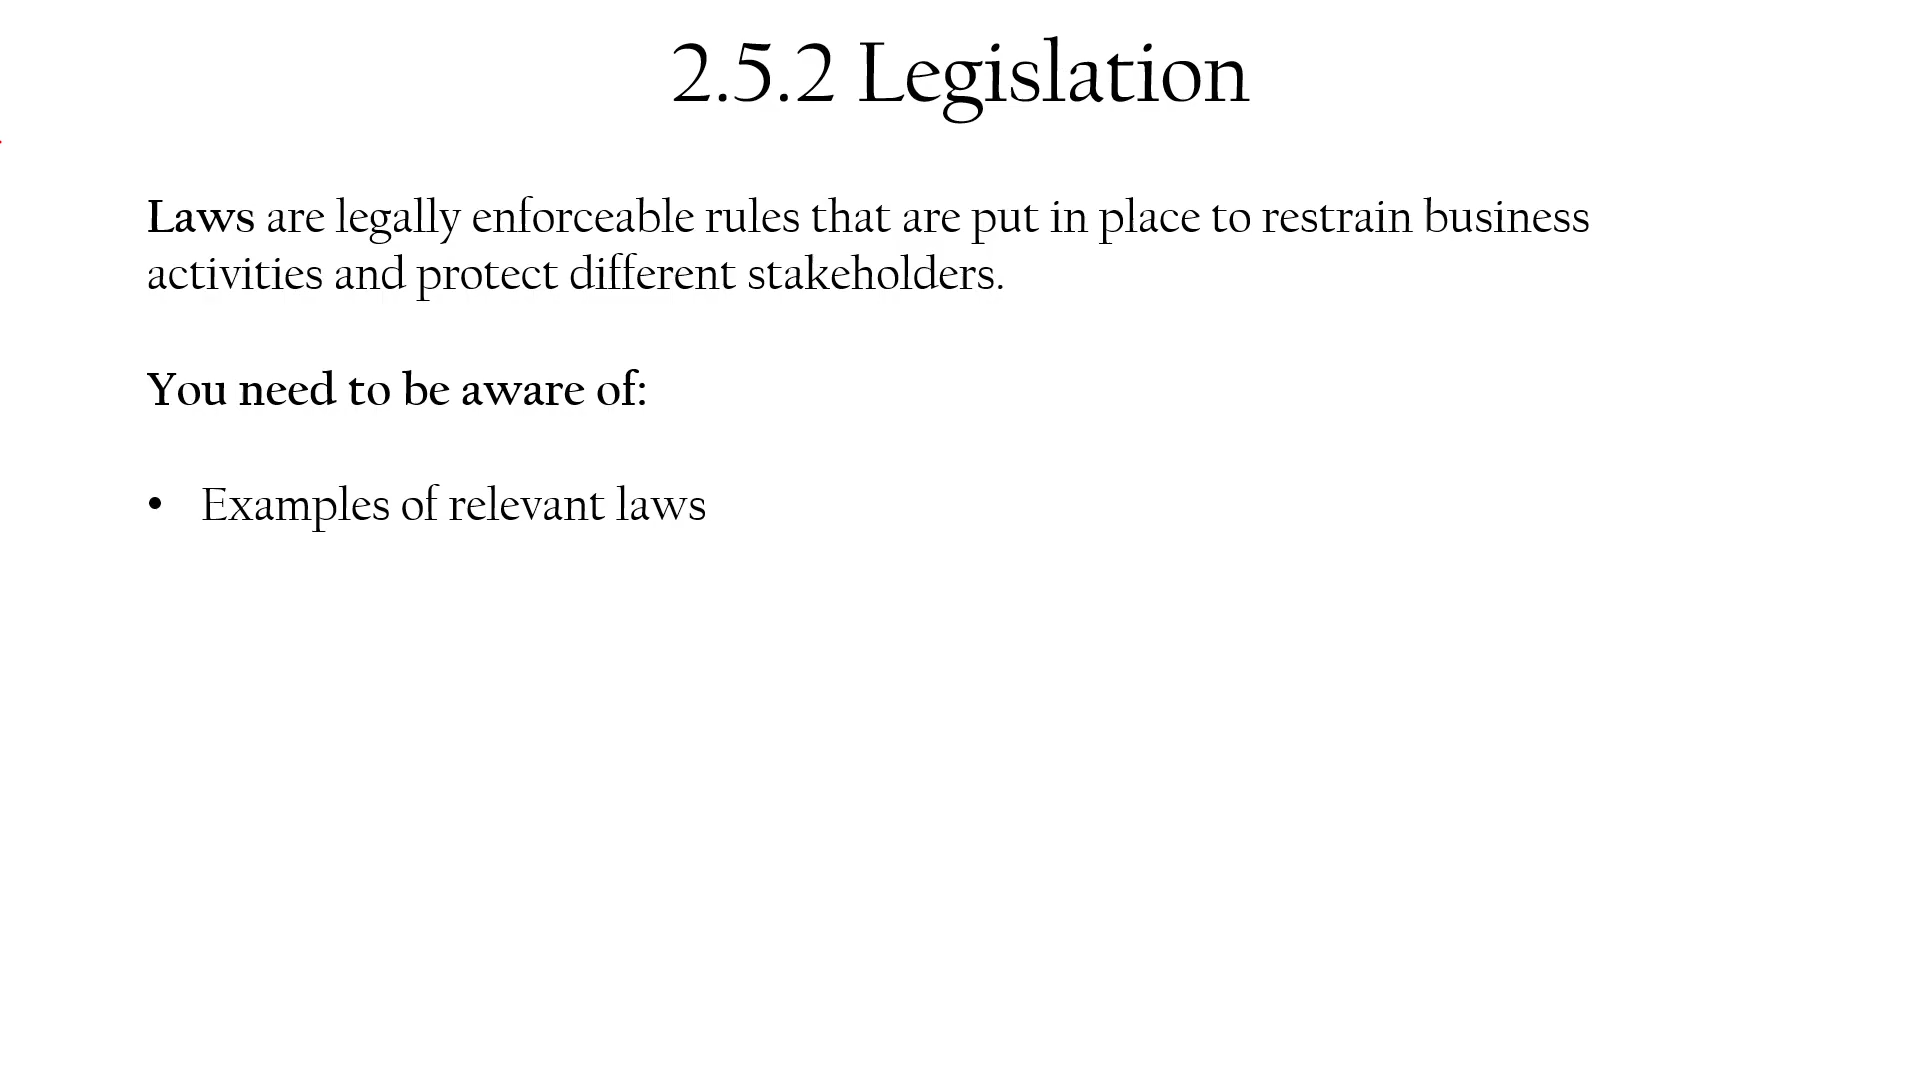 2.5.2 Legislation
Laws are legally enforceable rules that are put in place to restrain business
activities and protect different stakeholders.
You need to be aware of:
• Examples of relevant laws